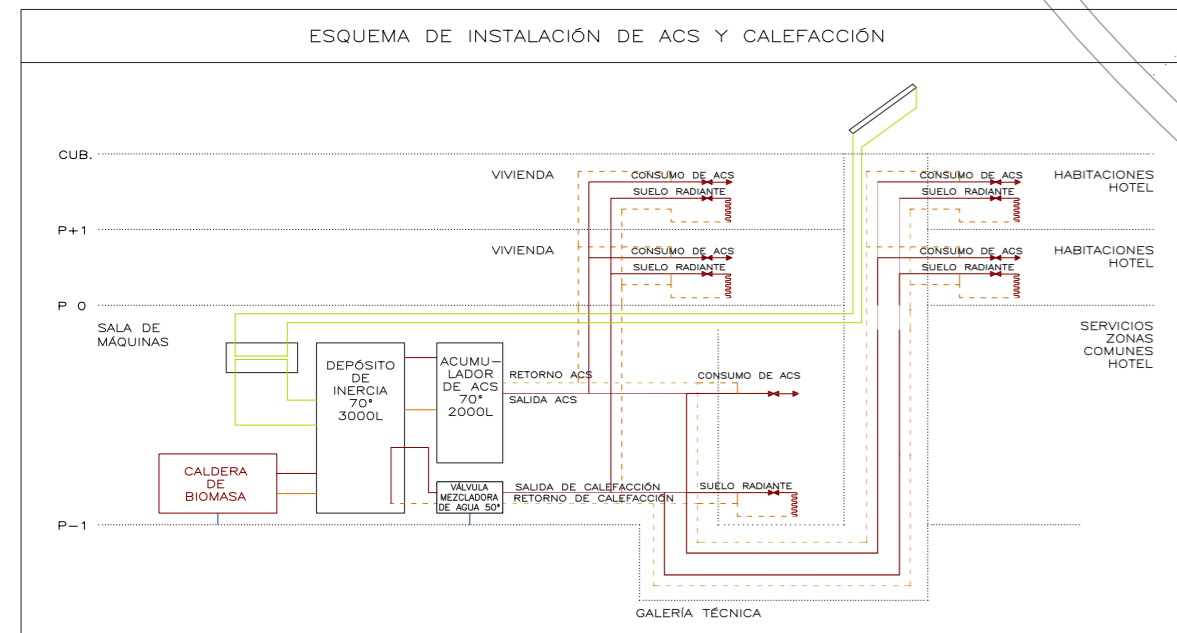 ESQUEMA DE INSTALACIÓN DE ACS Y CALEFACCIÓN
CUB.
VIVIENDA
CONSUMO DE ACS
SUELO RADIANTE
CONSUMO DE ACS
SUELO RADIANTE
HABITACIONES
HOTEL
P+1
VIVIENDA
CONSUMO DE ACS
SUELO RADIANTE
CONSUMO DE ACS
SUELO RADIANTE
HABITACIONES
HOTEL
P 0
SALA DE
MÁQUINAS
SERVICIOS
ZONAS
COMUNES
HOTEL
DEPÓSITO
DE
INERCIA
70°
3000L
ACUMU–
LADOR
DE ACS
70°
2000L
RETORNO ACS
SALIDA ACS
CONSUMO DE ACS
CALDERA
DE
BIOMASA
VÁLVULA
MEZCLADORA
DE AGUA 50°
SALIDA DE CALEFACCIÓN
RETORNO DE CALEFACCIÓN
SUELO RADIANTE
P–1
GALERÍA TÉCNICA